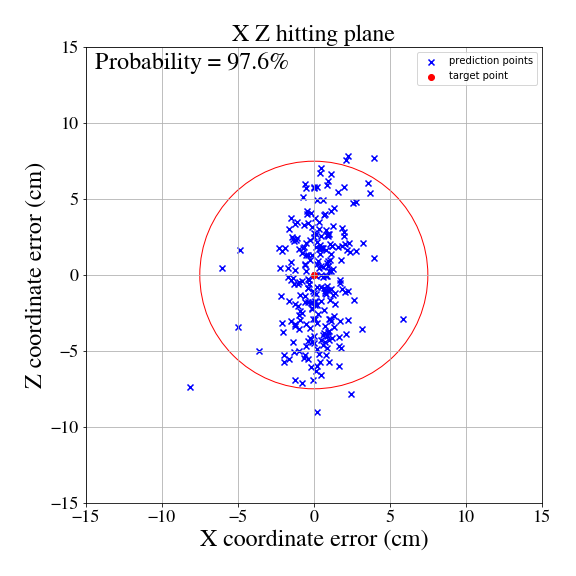 X Z hitting plane
Probability = 97.6%
prediction points
target point
15
10
5
0
−5
−10
−15
Z coordinate error (cm)
−15 −10 −5 0 5 10 15
X coordinate error (cm)